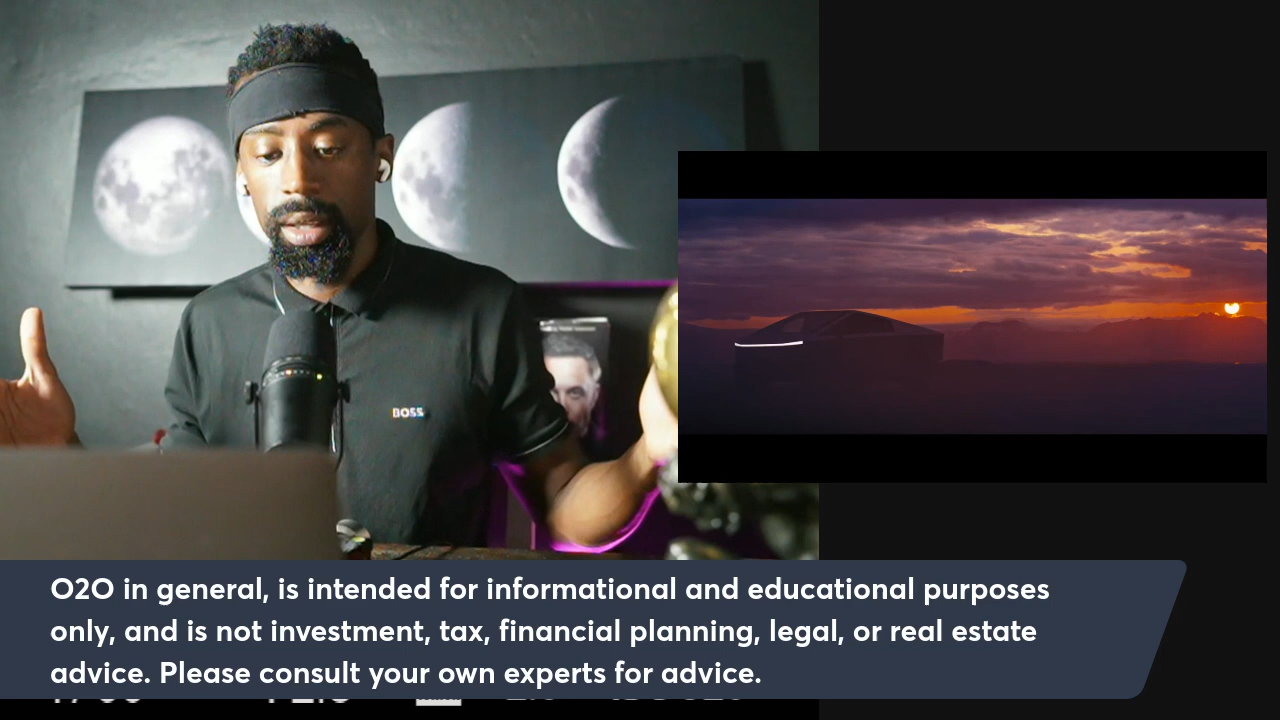 BOSS
O2O in general, is intended for informational and educational purposes
only, and is not investment, tax, financial planning, legal, or real estate
advice. Please consult your own experts for advice.